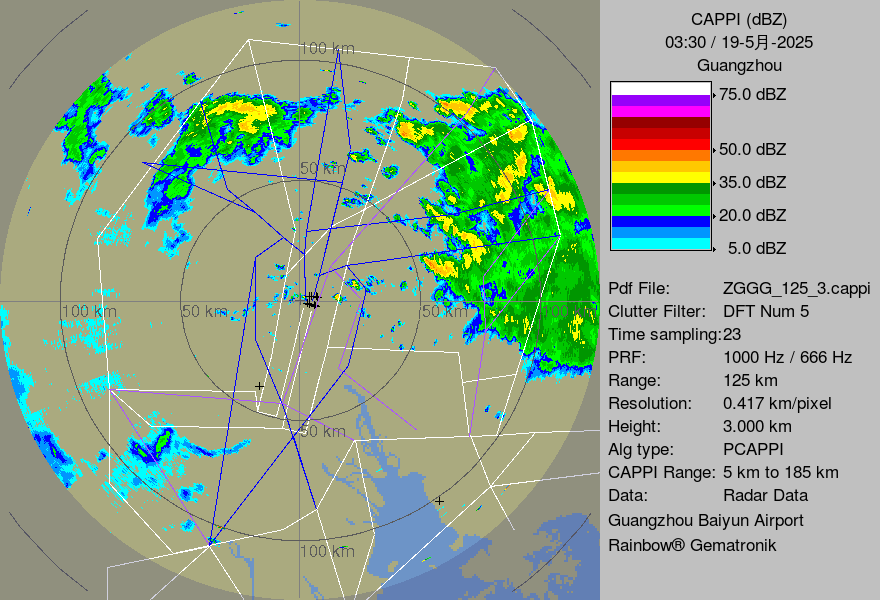 100 km
50 km
100 km
50 km
50 km
100 km
50 km
100 km
CAPPI (dBZ)
03:30 / 19-5月-2025
Guangzhou
75.0 dBZ
50.0 dBZ
35.0 dBZ
20.0 dBZ
5.0 dBZ
Pdf File: ZGGG_125_3.cappi
Clutter Filter: DFT Num 5
Time sampling:23
PRF: 1000 Hz / 666 Hz
Range: 125 km
Resolution: 0.417 km/pixel
Height: 3.000 km
Alg type: PCAPPI
CAPPI Range: 5 km to 185 km
Data: Radar Data
Guangzhou Baiyun Airport
Rainbow® Gematronik